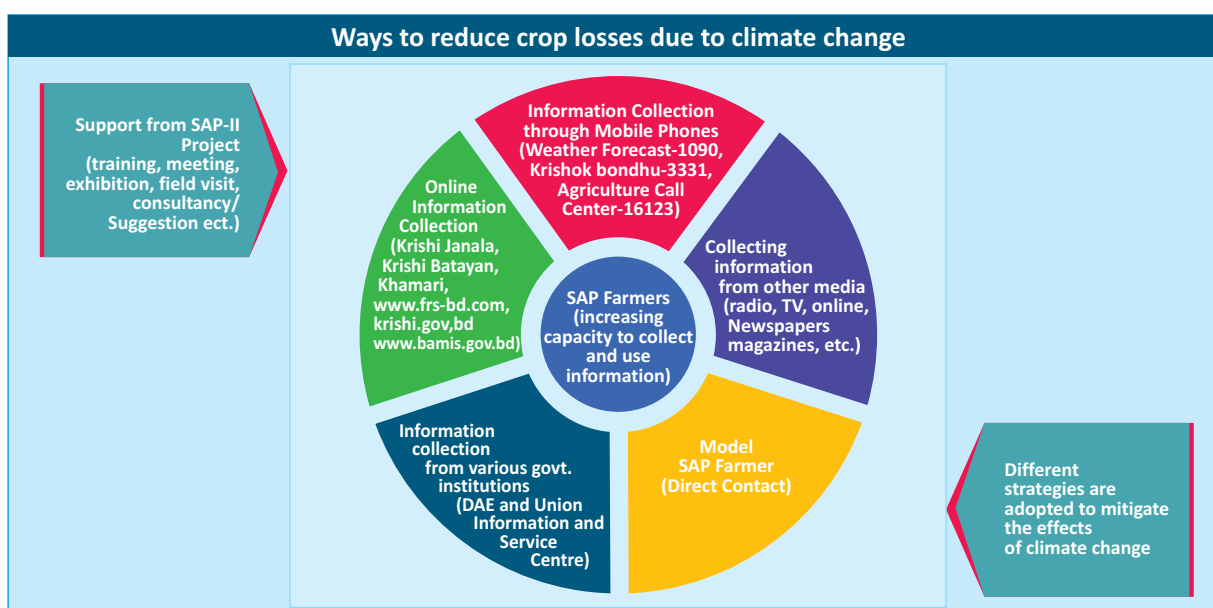 Ways to reduce crop losses due to climate change
Support from SAP-II
Project
(training, meeting,
exhibition, field visit,
consultancy/
Suggestion ect.)
Information Collection
through Mobile Phones
(Weather Forecast-1090,
Krishok bondhu-3331,
Agriculture Call
Center-16123)
Online
Information
Collection
(Krishi Janala,
Krishi Batayan,
Khamari,
www.frs-bd.com,
krishi.gov,bd
www.bamis.gov.bd)
Collecting
information
from other media
(radio, TV, online,
Newspapers
magazines, etc.)
SAP Farmers
(increasing
capacity to collect
and use
information)
Information
collection
from various govt.
institutions
(DAE and Union
Information and
Service
Centre)
Model
SAP Farmer
(Direct Contact)
Different
strategies are
adopted to mitigate
the effects
of climate change